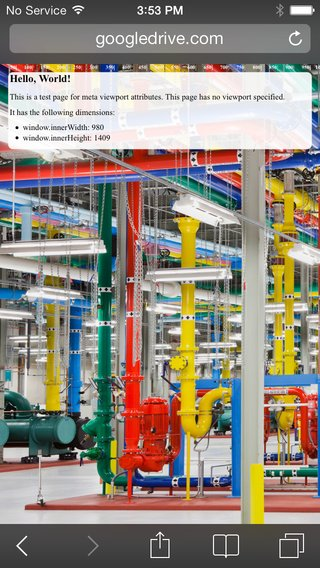 No Service 3:53 PM
googledrive.com
Hello, World!
This is a test page for meta viewport attributes. This page has no viewport specified.
It has the following dimensions:
• window.innerWidth: 980
• window.innerHeight: 1409